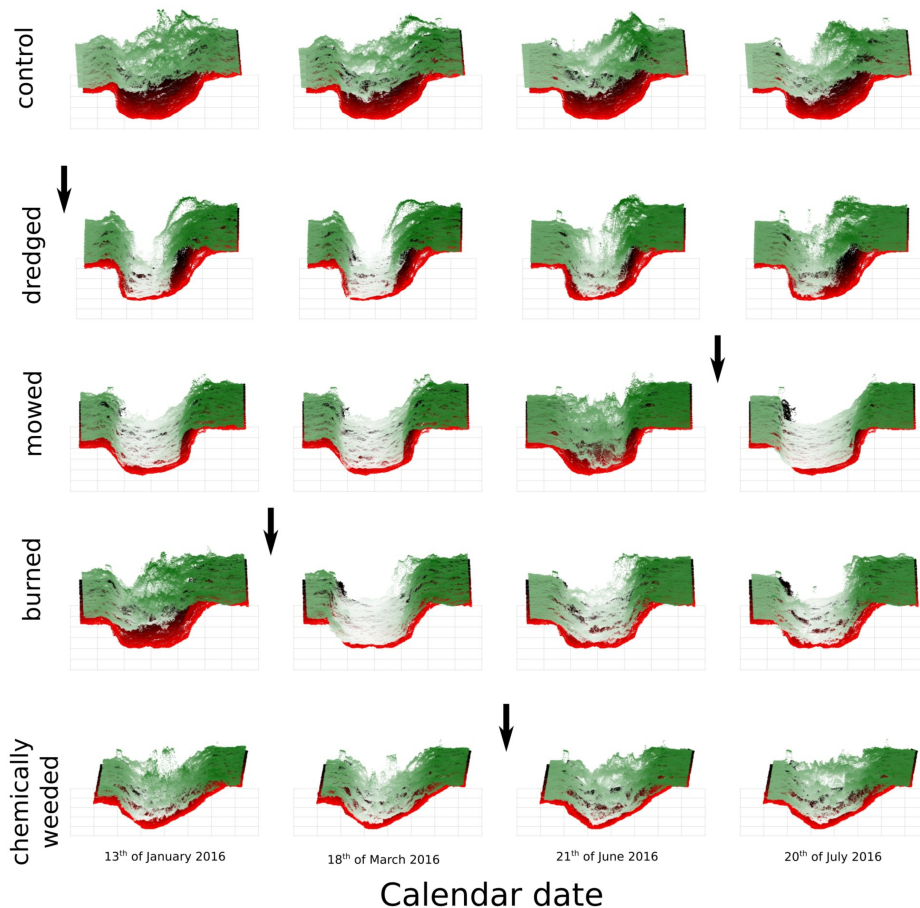 control
dredged
mowed
burned
chemically
weeded
13th of January 2016
18th of March 2016
21th of June 2016
20th of July 2016
Calendar date